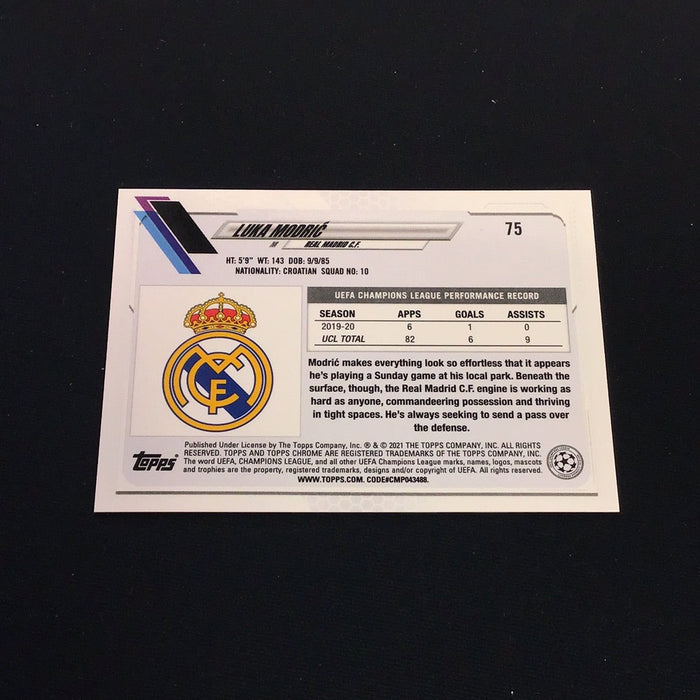 LUKA MODRIĆ
75
M REAL MADRID C.F.
HT: 5'9" WT: 143 DOB: 9/9/85
NATIONALITY: CROATIAN SQUAD NO: 10
UEFA CHAMPIONS LEAGUE PERFORMANCE RECORD
SEASON APPS GOALS ASSISTS
2019-20 6 1 0
UCL TOTAL 82 6 9
Modrić makes everything look so effortless that it appears
he's playing a Sunday game at his local park. Beneath the
surface, though, the Real Madrid C.F. engine is working as
hard as anyone, commandeering possession and thriving
in tight spaces. He's always seeking to send a pass over
the defense.
Topps
Published Under License by The Topps Company, Inc. ® & © 2021 THE TOPPS COMPANY, INC. ALL RIGHTS
RESERVED. TOPPS AND TOPPS CHROME ARE REGISTERED TRADEMARKS OF THE TOPPS COMPANY, INC.
The word UEFA, CHAMPIONS LEAGUE, and all other UEFA Champions League marks, names, logos, mascots
and trophies are the property, registered trademarks, designs and/or copyright of UEFA. All rights reserved.
WWW.TOPPS.COM. CODE#CMP043488.